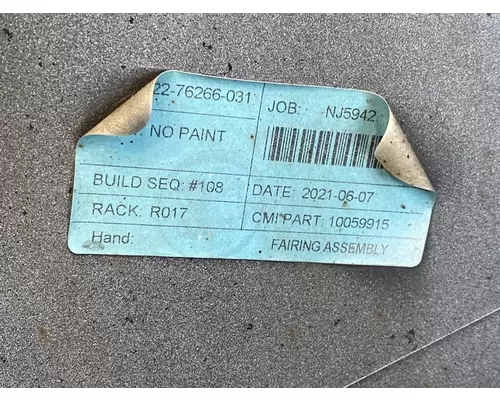 22-76266-031
JOB: NJ5942
NO PAINT
BUILD SEQ: #108
DATE: 2021-06-07
RACK: R017
CMI PART: 10059915
Hand:
FAIRING ASSEMBLY